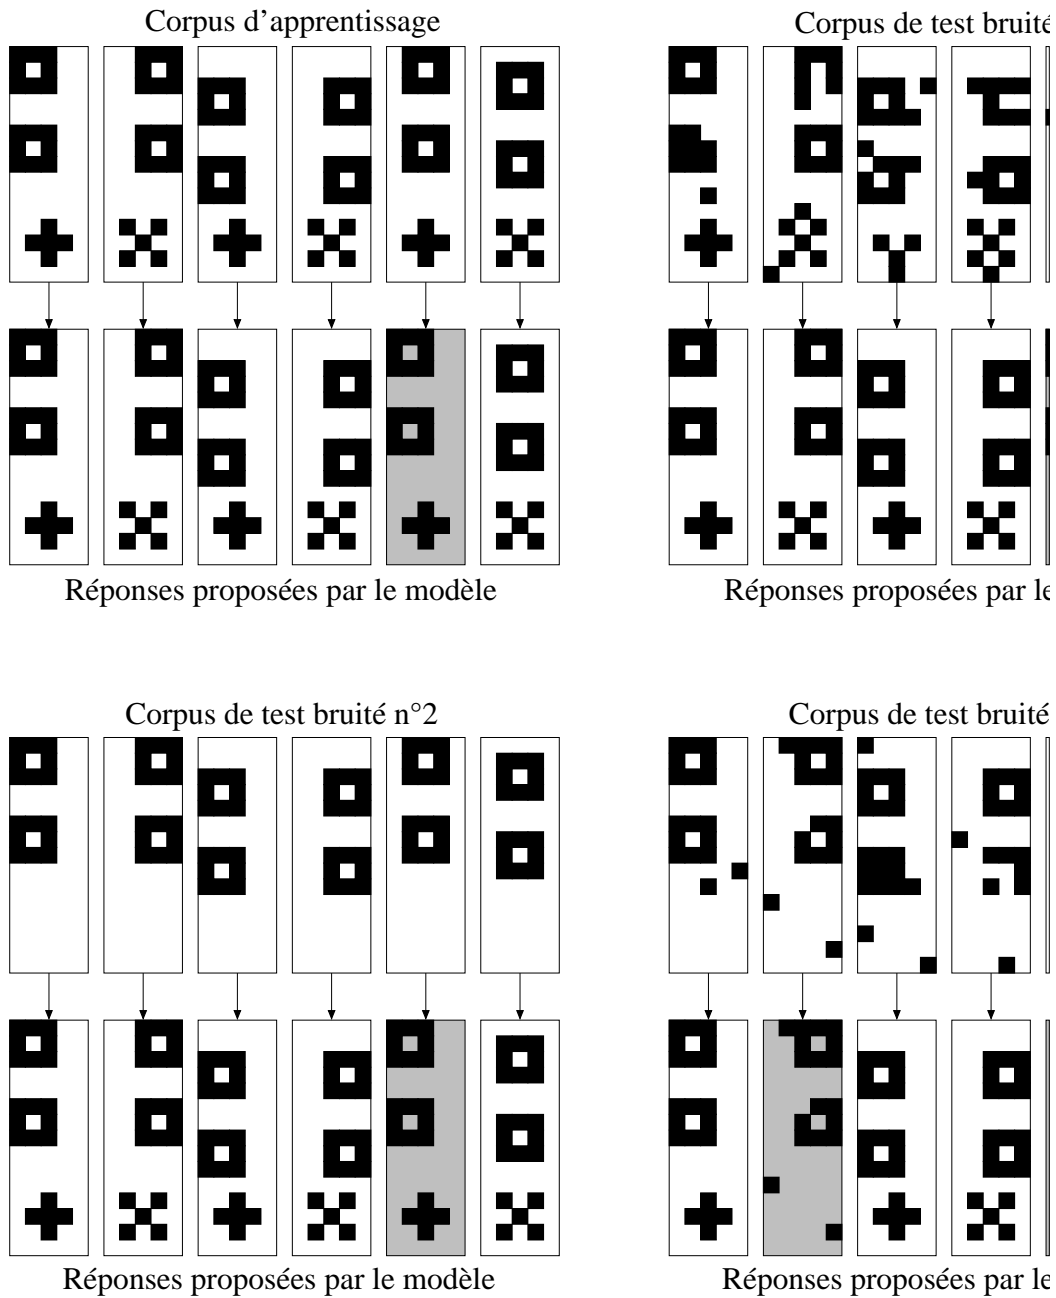 Corpus d'apprentissage
Corpus de test bruité
Réponses proposées par le modèle
Réponses proposées par le
Corpus de test bruité n°2
Corpus de test bruité
Réponses proposées par le modèle
Réponses proposées par le